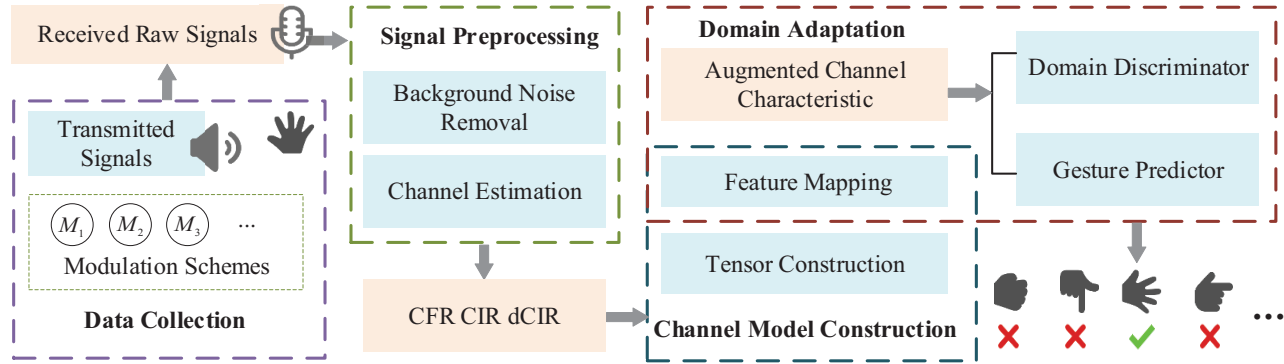 Received Raw Signals
Transmitted
Signals
M1 M2 M3 ...
Modulation Schemes
Data Collection
Signal Preprocessing
Background Noise
Removal
Channel Estimation
CFR CIR dCIR
Domain Adaptation
Augmented Channel
Characteristic
Domain Discriminator
Gesture Predictor
Feature Mapping
Tensor Construction
Channel Model Construction
...